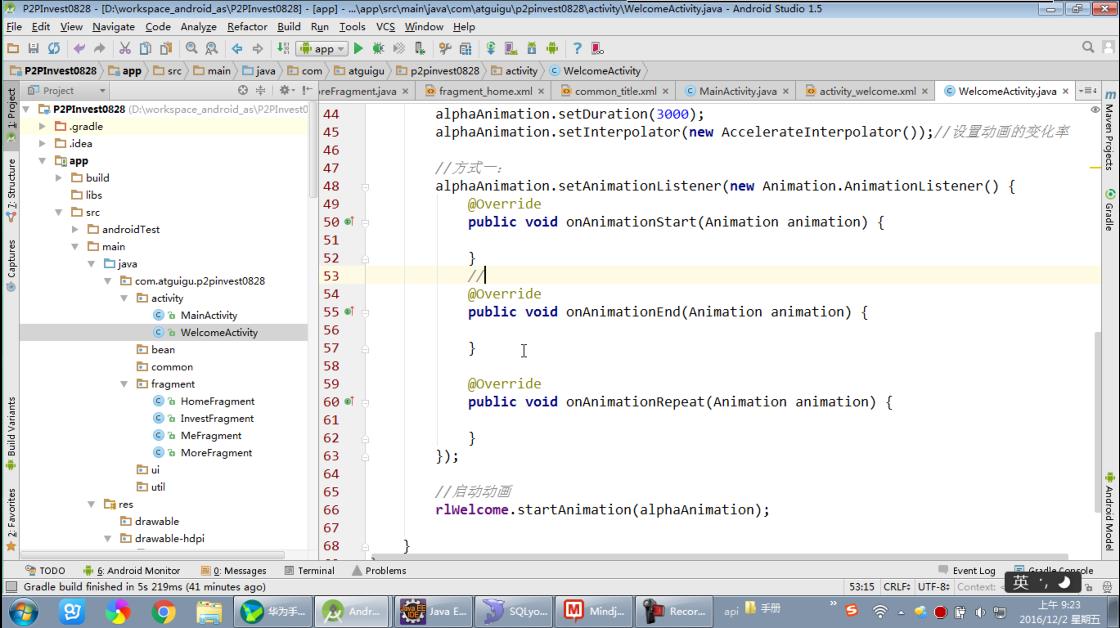 P2PInvest0828 - [D:\workspace_android_as\P2PInvest0828] - [app] - ...\app\src\main\java\com\atguigu\p2pinvest0828\activity\WelcomeActivity.java - Android Studio 1.5
File Edit View Navigate Code Analyze Refactor Build Run Tools VCS Window Help
app
P2PInvest0828 app src main java com atguigu p2pinvest0828 activity WelcomeActivity
Project
oreFragment.java fragment_home.xml common_title.xml MainActivity.java activity_welcome.xml WelcomeActivity.java
P2PInvest0828 (D:\workspace_android_as\P2PInvest0
.gradle
.idea
app
build
libs
src
androidTest
main
java
com.atguigu.p2pinvest0828
activity
MainActivity
WelcomeActivity
bean
common
fragment
HomeFragment
InvestFragment
MeFragment
MoreFragment
ui
util
res
drawable
drawable-hdpi
1: Project
7: Structure
Captures
Build Variants
2: Favorites
44 alphaAnimation.setDuration(3000);
45 alphaAnimation.setInterpolator(new AccelerateInterpolator());//设置动画的变化率
46
47 //方式一：
48 alphaAnimation.setAnimationListener(new Animation.AnimationListener() {
49 @Override
50 public void onAnimationStart(Animation animation) {
51
52 }
53 //
54 @Override
55 public void onAnimationEnd(Animation animation) {
56
57 }
58
59 @Override
60 public void onAnimationRepeat(Animation animation) {
61
62 }
63 });
64
65 //启动动画
66 rlWelcome.startAnimation(alphaAnimation);
67
68 }
Maven Projects
Gradle
Android Model
TODO 6: Android Monitor 0: Messages Terminal Problems Event Log Gradle Console
Gradle build finished in 5s 219ms (41 minutes ago) 53:15 CRLF÷ UTF-8÷ Context:
英
华为手... Andr... Java E... SQLyo... Mindj... Recor... api 手册
上午 9:23
2016/12/2 星期五